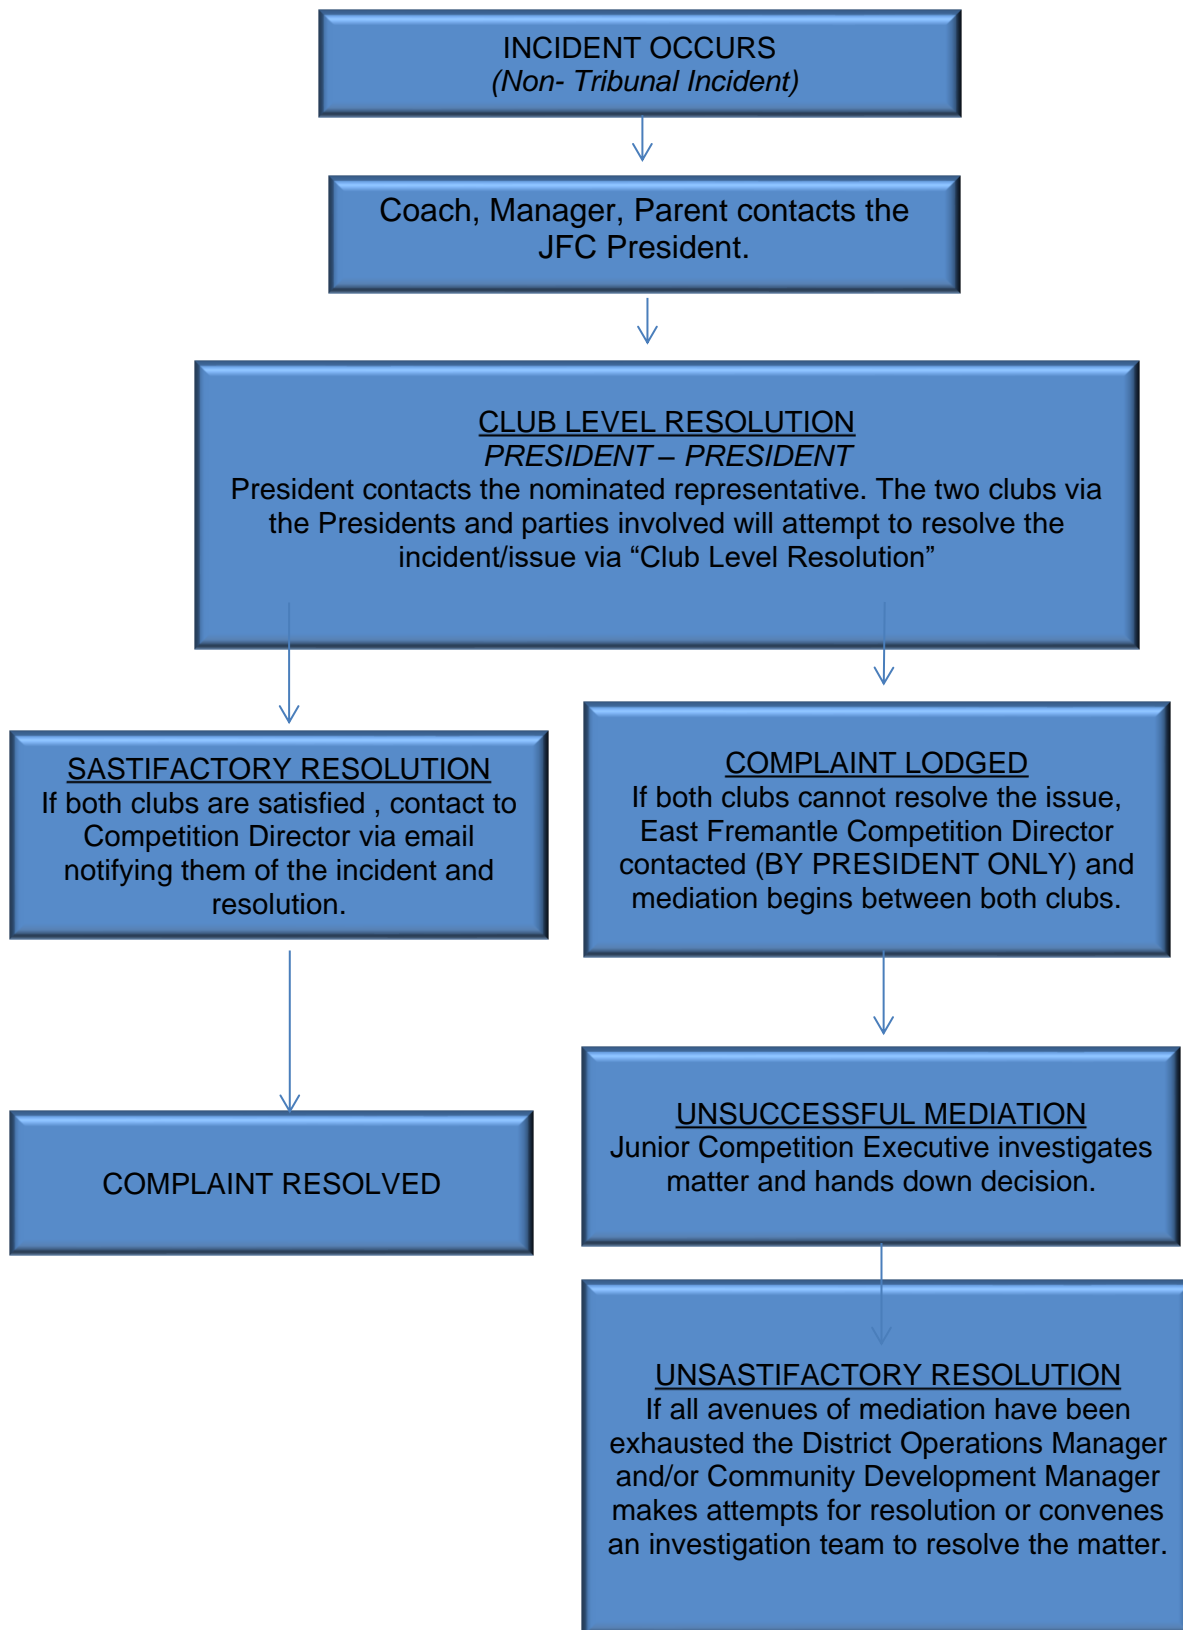 INCIDENT OCCURS
(Non- Tribunal Incident)
Coach, Manager, Parent contacts the
JFC President.
CLUB LEVEL RESOLUTION
PRESIDENT – PRESIDENT
President contacts the nominated representative. The two clubs via
the Presidents and parties involved will attempt to resolve the
incident/issue via “Club Level Resolution”
SASTIFACTORY RESOLUTION
If both clubs are satisfied , contact to
Competition Director via email
notifying them of the incident and
resolution.
COMPLAINT LODGED
If both clubs cannot resolve the issue,
East Fremantle Competition Director
contacted (BY PRESIDENT ONLY) and
mediation begins between both clubs.
COMPLAINT RESOLVED
UNSUCCESSFUL MEDIATION
Junior Competition Executive investigates
matter and hands down decision.
UNSASTIFACTORY RESOLUTION
If all avenues of mediation have been
exhausted the District Operations Manager
and/or Community Development Manager
makes attempts for resolution or convenes
an investigation team to resolve the matter.